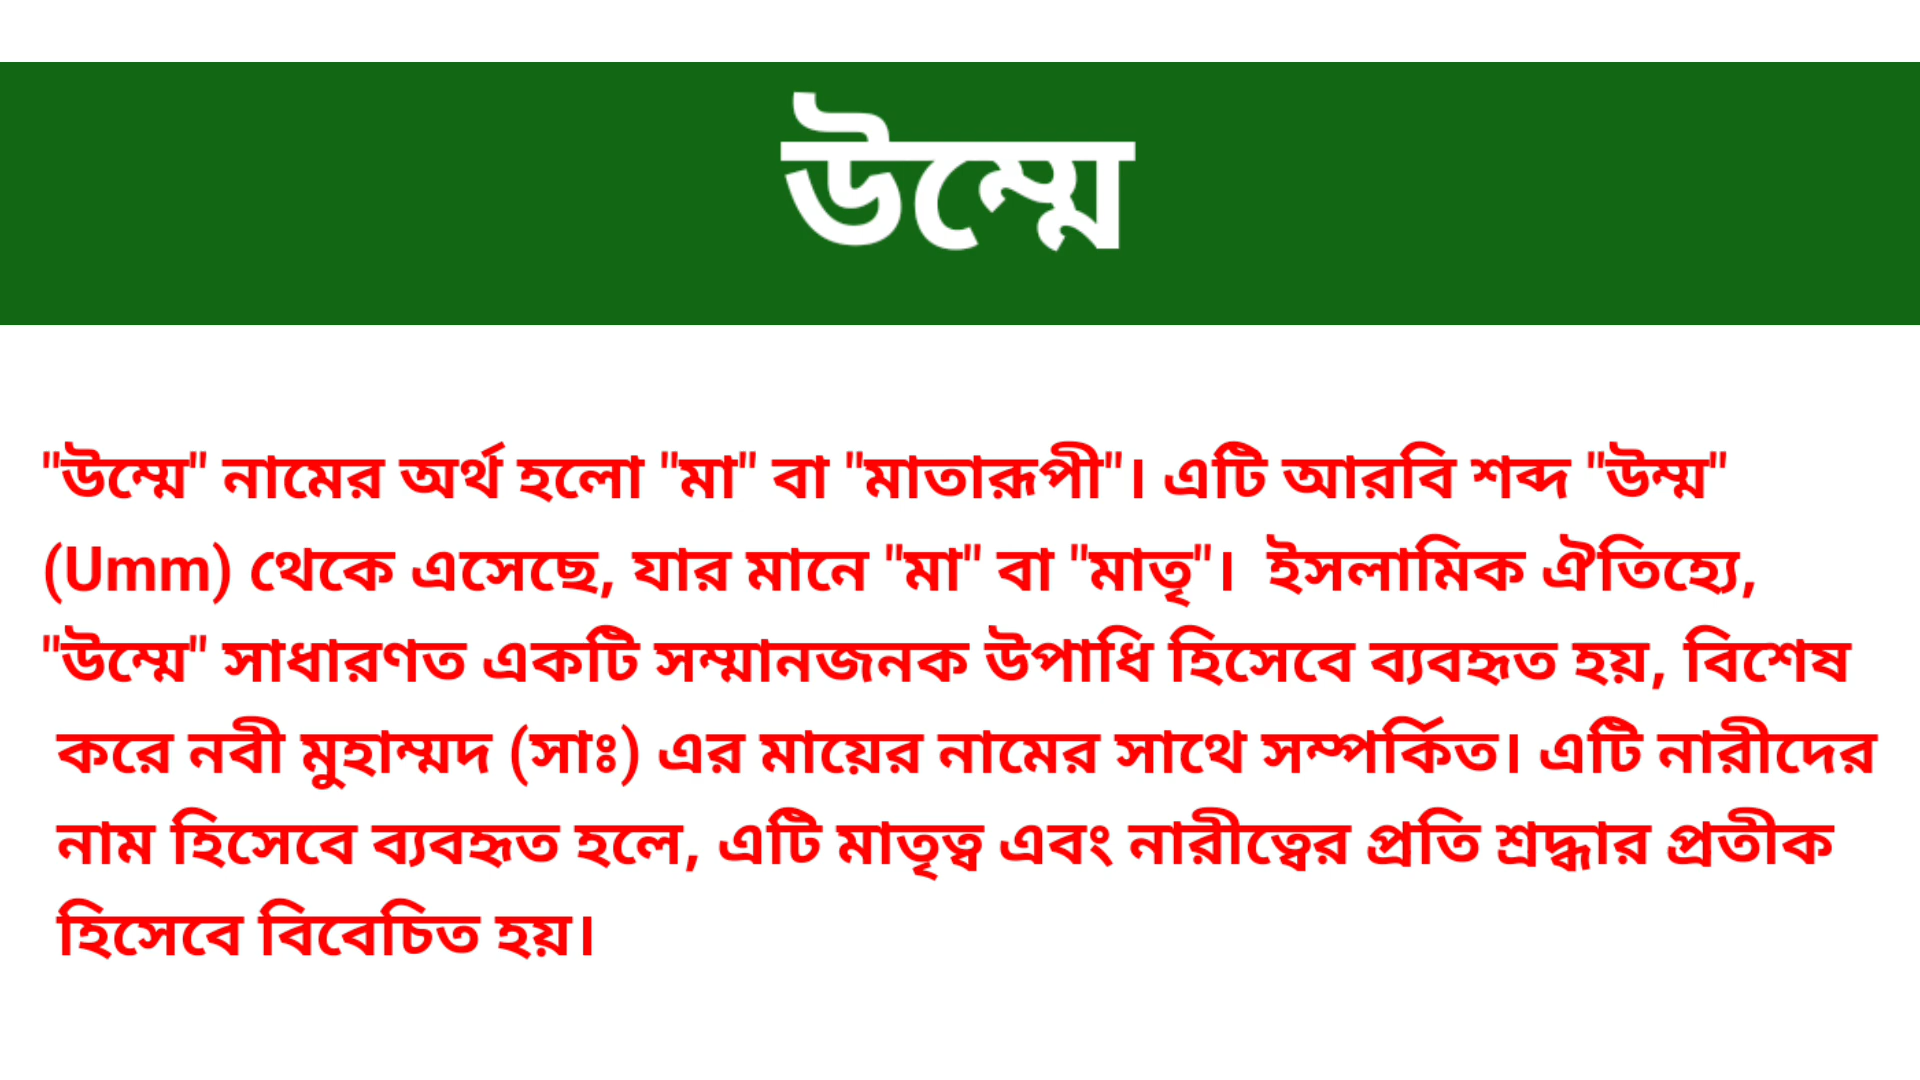 উম্মে
"উম্মে" নামের অর্থ হলো "মা" বা "মাতারূপী"। এটি আরবি শব্দ "উম্ম"
(Umm) থেকে এসেছে, যার মানে "মা" বা "মাতৃ"। ইসলামিক ঐতিহ্যে,
"উম্মে" সাধারণত একটি সম্মানজনক উপাধি হিসেবে ব্যবহৃত হয়, বিশেষ
করে নবী মুহাম্মদ (সাঃ) এর মায়ের নামের সাথে সম্পর্কিত। এটি নারীদের
নাম হিসেবে ব্যবহৃত হলে, এটি মাতৃত্ব এবং নারীত্বের প্রতি শ্রদ্ধার প্রতীক
হিসেবে বিবেচিত হয়।